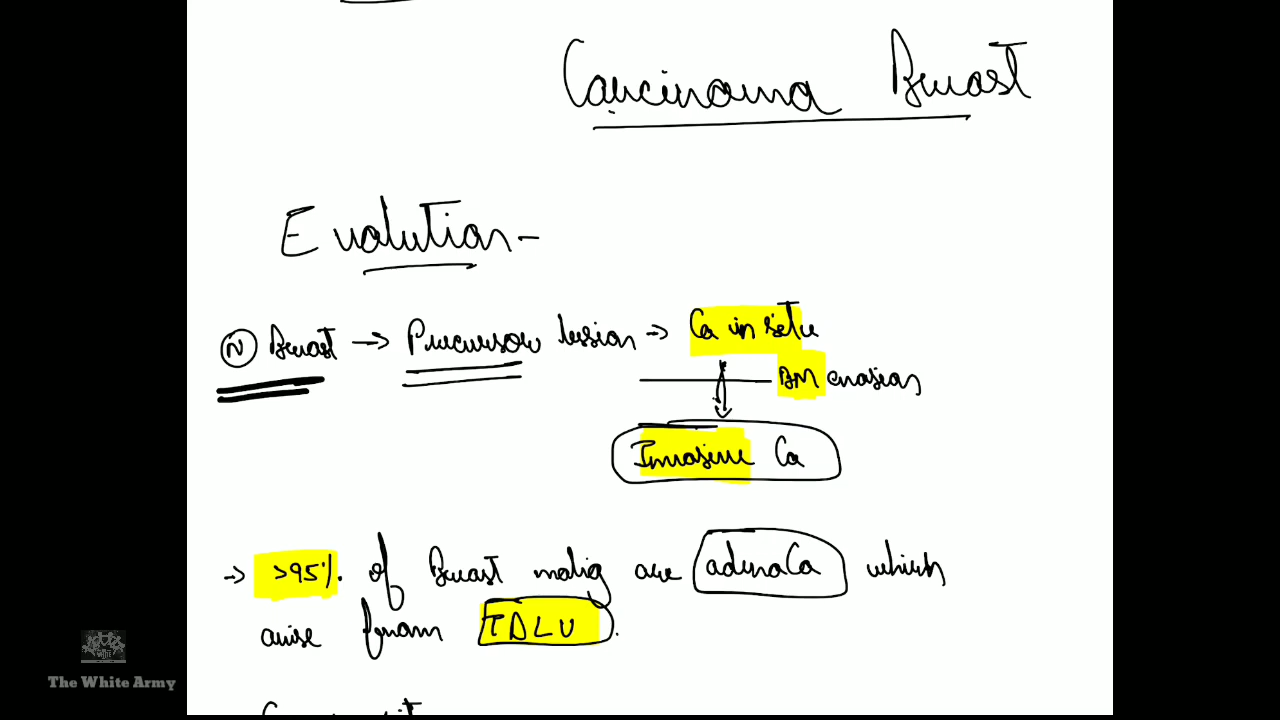 Carcinoma Breast
Evolution-
(N) Breast → Precursor lesion → Ca in situ
BM invasion
Invasive Ca
→ >95% of Breast malig are adenoCa which
arise from TDLU.
The White Army